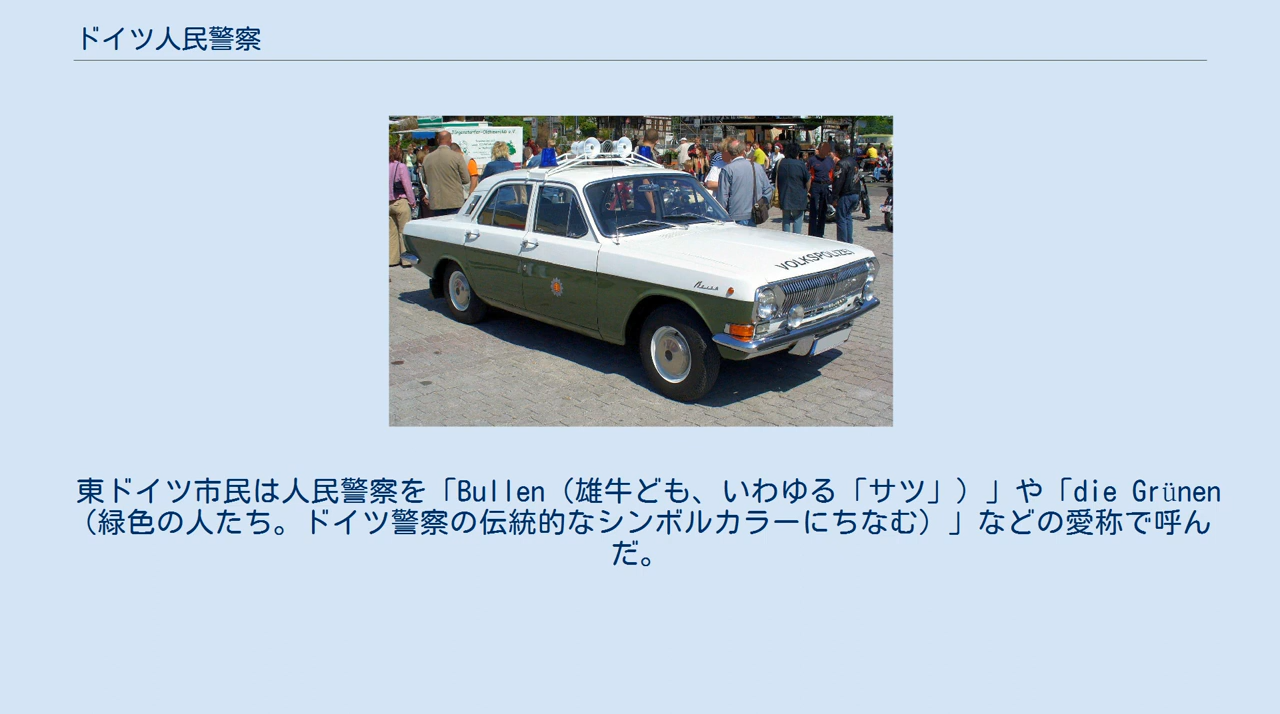 ドイツ人民警察
VOLKSPOLIZEI
東ドイツ市民は人民警察を「Bullen（雄牛ども、いわゆる「サツ」）」や「die Grünen
（緑色の人たち。ドイツ警察の伝統的なシンボルカラーにちなむ）」などの愛称で呼ん
だ。